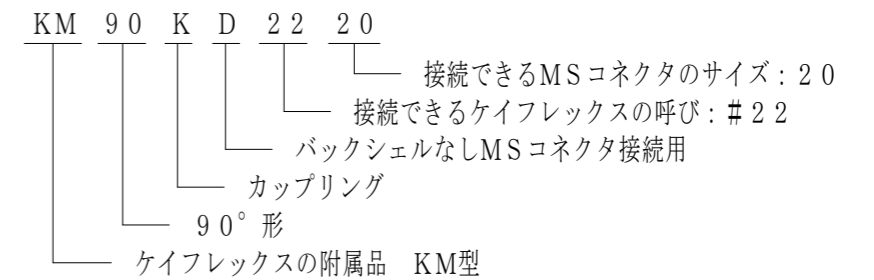 ＫＭ ９０ Ｋ Ｄ ２２ ２０
接続できるＭＳコネクタのサイズ：２０
接続できるケイフレックスの呼び：＃２２
バックシェルなしＭＳコネクタ接続用
カップリング
９０°形
ケイフレックスの附属品　ＫＭ型